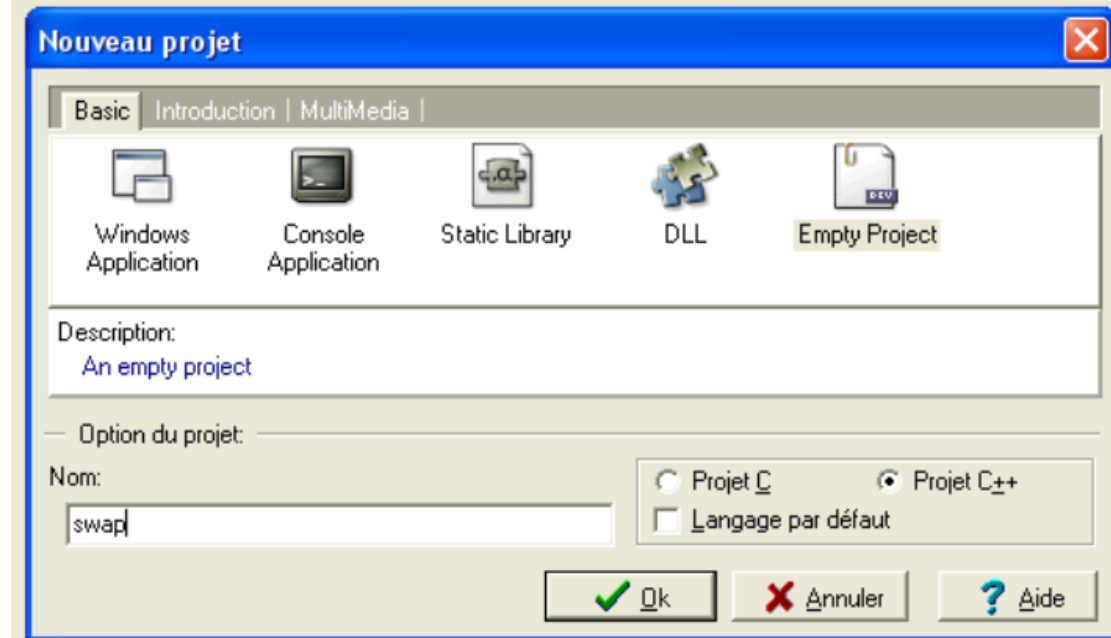 Nouveau projet
Basic Introduction | MultiMedia |
.a
DEV
Windows Application
Console Application
Static Library
DLL
Empty Project
Description:
An empty project
Option du projet:
Nom:
swap
Projet C
Projet C++
Langage par défaut
Ok
Annuler
Aide